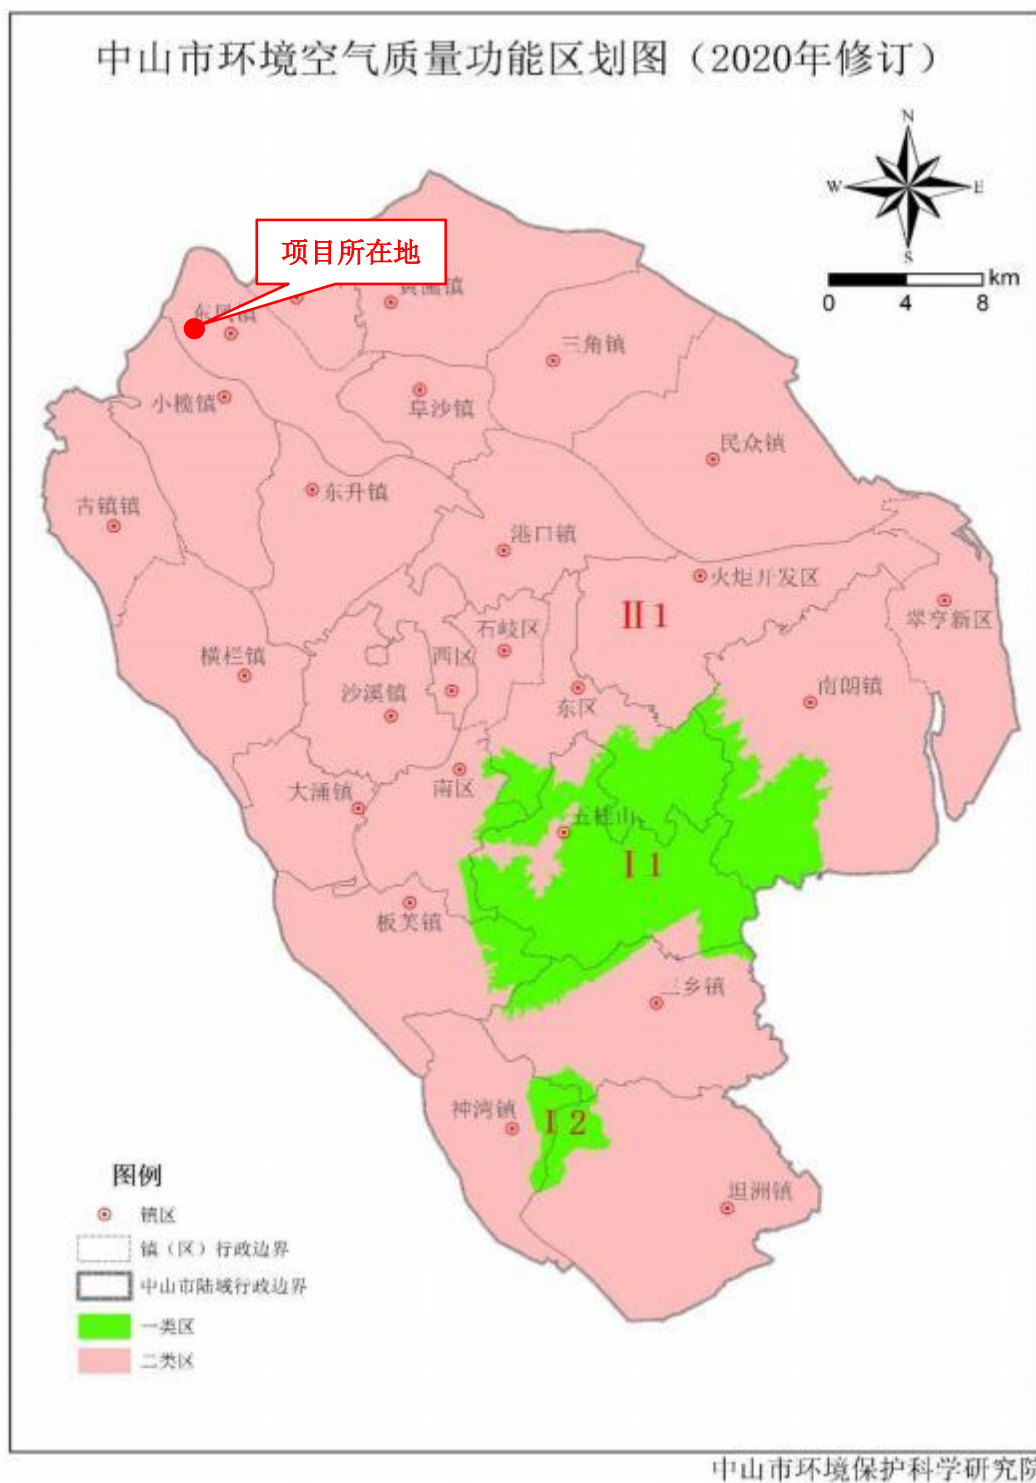 中山市环境空气质量功能区划图（2020年修订）
N
W
E
S
km
0
4
8
项目所在地
东凤镇
黄圃镇
三角镇
小榄镇
阜沙镇
民众镇
古镇镇
东升镇
港口镇
火炬开发区
翠亨新区
II 1
石岐区
横栏镇
西区
沙溪镇
东区
南朗镇
大涌镇
南区
五桂山
I 1
板芙镇
三乡镇
神湾镇
I 2
坦洲镇
图例
镇区
镇（区）行政边界
中山市陆域行政边界
一类区
二类区
中山市环境保护科学研究院